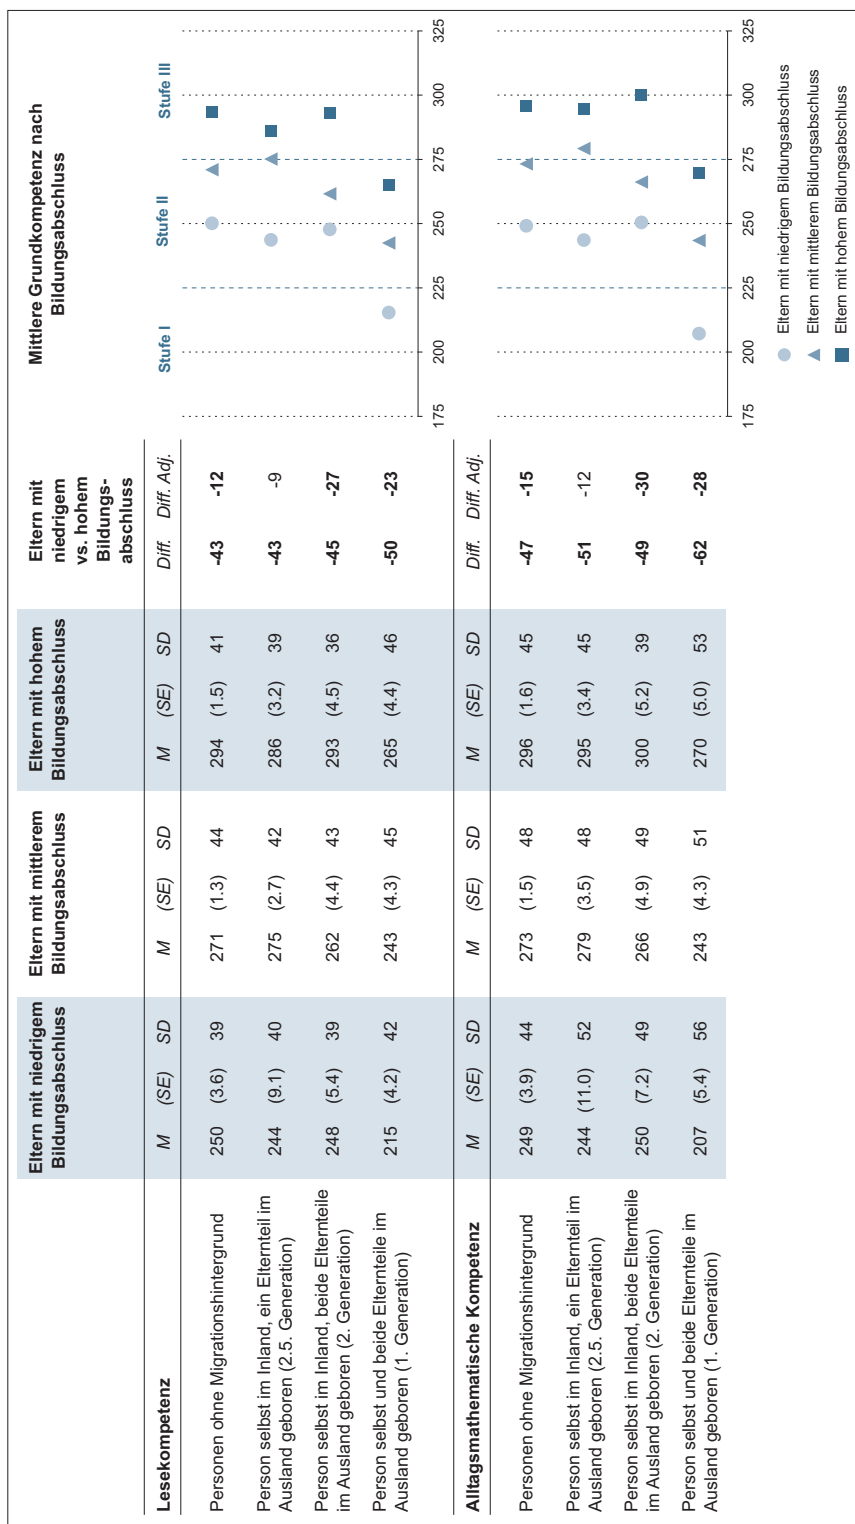 Eltern mit niedrigem Bildungsabschluss
Eltern mit mittlerem Bildungsabschluss
Eltern mit hohem Bildungsabschluss
Eltern mit niedrigem vs. hohem Bildungs-abschluss
Mittlere Grundkompetenz nach Bildungsabschluss
Lesekompetenz M (SE) SD M (SE) SD M (SE) SD Diff. Diff. Adj. Stufe I Stufe II Stufe III
Personen ohne Migrationshintergrund 250 (3.6) 39 271 (1.3) 44 294 (1.5) 41 -43 -12
Person selbst im Inland, ein Elternteil im
Ausland geboren (2.5. Generation) 244 (9.1) 40 275 (2.7) 42 286 (3.2) 39 -43 -9
Person selbst im Inland, beide Elternteile
im Ausland geboren (2. Generation) 248 (5.4) 39 262 (4.4) 43 293 (4.5) 36 -45 -27
Person selbst und beide Elternteile im
Ausland geboren (1. Generation) 215 (4.2) 42 243 (4.3) 45 265 (4.4) 46 -50 -23
175 200 225 250 275 300 325
Alltagsmathematische Kompetenz M (SE) SD M (SE) SD M (SE) SD Diff. Diff. Adj.
Personen ohne Migrationshintergrund 249 (3.9) 44 273 (1.5) 48 296 (1.6) 45 -47 -15
Person selbst im Inland, ein Elternteil im
Ausland geboren (2.5. Generation) 244 (11.0) 52 279 (3.5) 48 295 (3.4) 45 -51 -12
Person selbst im Inland, beide Elternteile
im Ausland geboren (2. Generation) 250 (7.2) 49 266 (4.9) 49 300 (5.2) 39 -49 -30
Person selbst und beide Elternteile im
Ausland geboren (1. Generation) 207 (5.4) 56 243 (4.3) 51 270 (5.0) 53 -62 -28
175 200 225 250 275 300 325
Eltern mit niedrigem Bildungsabschluss
Eltern mit mittlerem Bildungsabschluss
Eltern mit hohem Bildungsabschluss